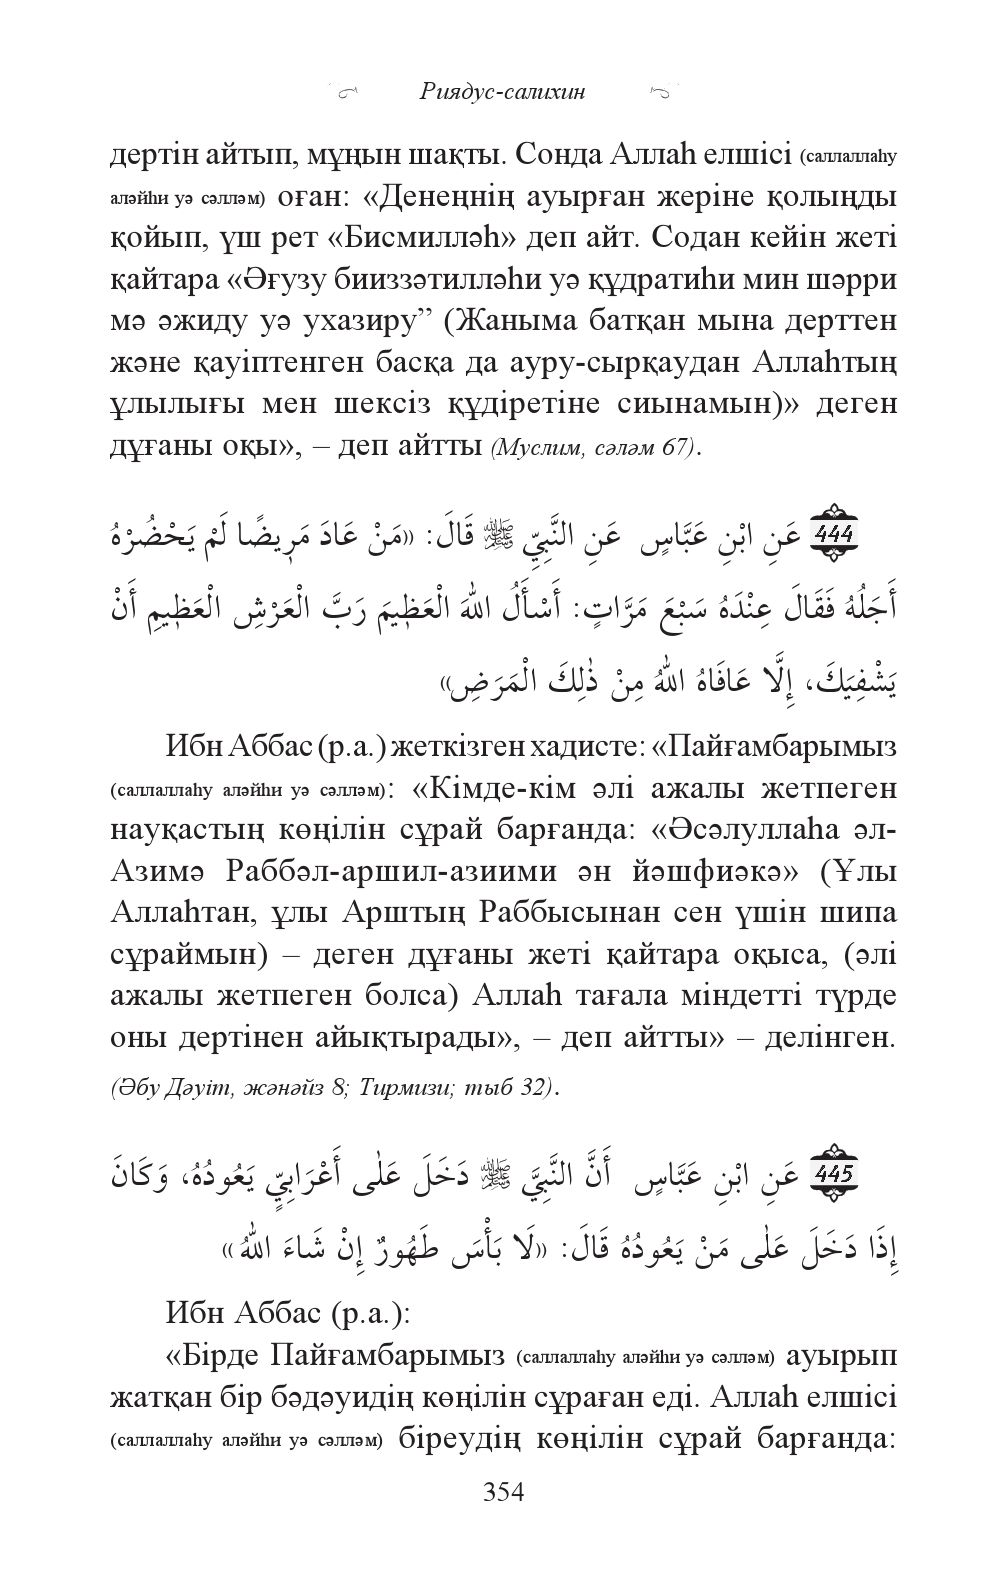 Риядус-салихин
дертін айтып, мұңын шақты. Сонда Аллаһ елшісі (саллаллаһу
аләйһи уә сәлләм) оған: «Дененің ауырған жеріне қолыңды
қойып, үш рет «Бисмилләһ» деп айт. Содан кейін жеті
қайтара «Әғузу бииззәтилләһи уә құдратиһи мин шәрри
мә әжиду уә ухазиру” (Жаныма батқан мына дерттен
және қауіптенген басқа да ауру-сырқаудан Аллаһтың
ұлылығы мен шексіз құдіретіне сиынамын)» деген
дұғаны оқы», – деп айтты (Муслим, сәләм 67).
444 عَنِ ابْنِ عَبَّاسٍ عَنِ النَّبِيِّ ﷺ قَالَ: «مَنْ عَادَ مَرِيضًا لَمْ يَحْضُرْهُ
أَجَلُهُ فَقَالَ عِنْدَهُ سَبْعَ مَرَّاتٍ: أَسْأَلُ اللهَ الْعَظِيمَ رَبَّ الْعَرْشِ الْعَظِيمِ أَنْ
يَشْفِيَكَ، إِلَّا عَافَاهُ اللهُ مِنْ ذٰلِكَ الْمَرَضِ»
Ибн Аббас (р.а.) жеткізген хадисте: «Пайғамбарымыз
(саллаллаһу аләйһи уә сәлләм): «Кімде-кім әлі ажалы жетпеген
науқастың көңілін сұрай барғанда: «Әсәлуллаһа әл-
Азимә Раббәл-аршил-азиими ән йәшфиәкә» (Ұлы
Аллаһтан, ұлы Арштың Раббысынан сен үшін шипа
сұраймын) – деген дұғаны жеті қайтара оқыса, (әлі
ажалы жетпеген болса) Аллаһ тағала міндетті түрде
оны дертінен айықтырады», – деп айтты» – делінген.
(Әбу Дәуіт, жәнәйз 8; Тирмизи; тыб 32).
445 عَنِ ابْنِ عَبَّاسٍ أَنَّ النَّبِيَّ ﷺ دَخَلَ عَلٰى أَعْرَابِيٍّ يَعُودُهُ، وَكَانَ
إِذَا دَخَلَ عَلٰى مَنْ يَعُودُهُ قَالَ: «لَا بَأْسَ طَهُورٌ إِنْ شَاءَ اللهُ»
Ибн Аббас (р.а.):
«Бірде Пайғамбарымыз (саллаллаһу аләйһи уә сәлләм) ауырып
жатқан бір бәдәуидің көңілін сұраған еді. Аллаһ елшісі
(саллаллаһу аләйһи уә сәлләм) біреудің көңілін сұрай барғанда:
354